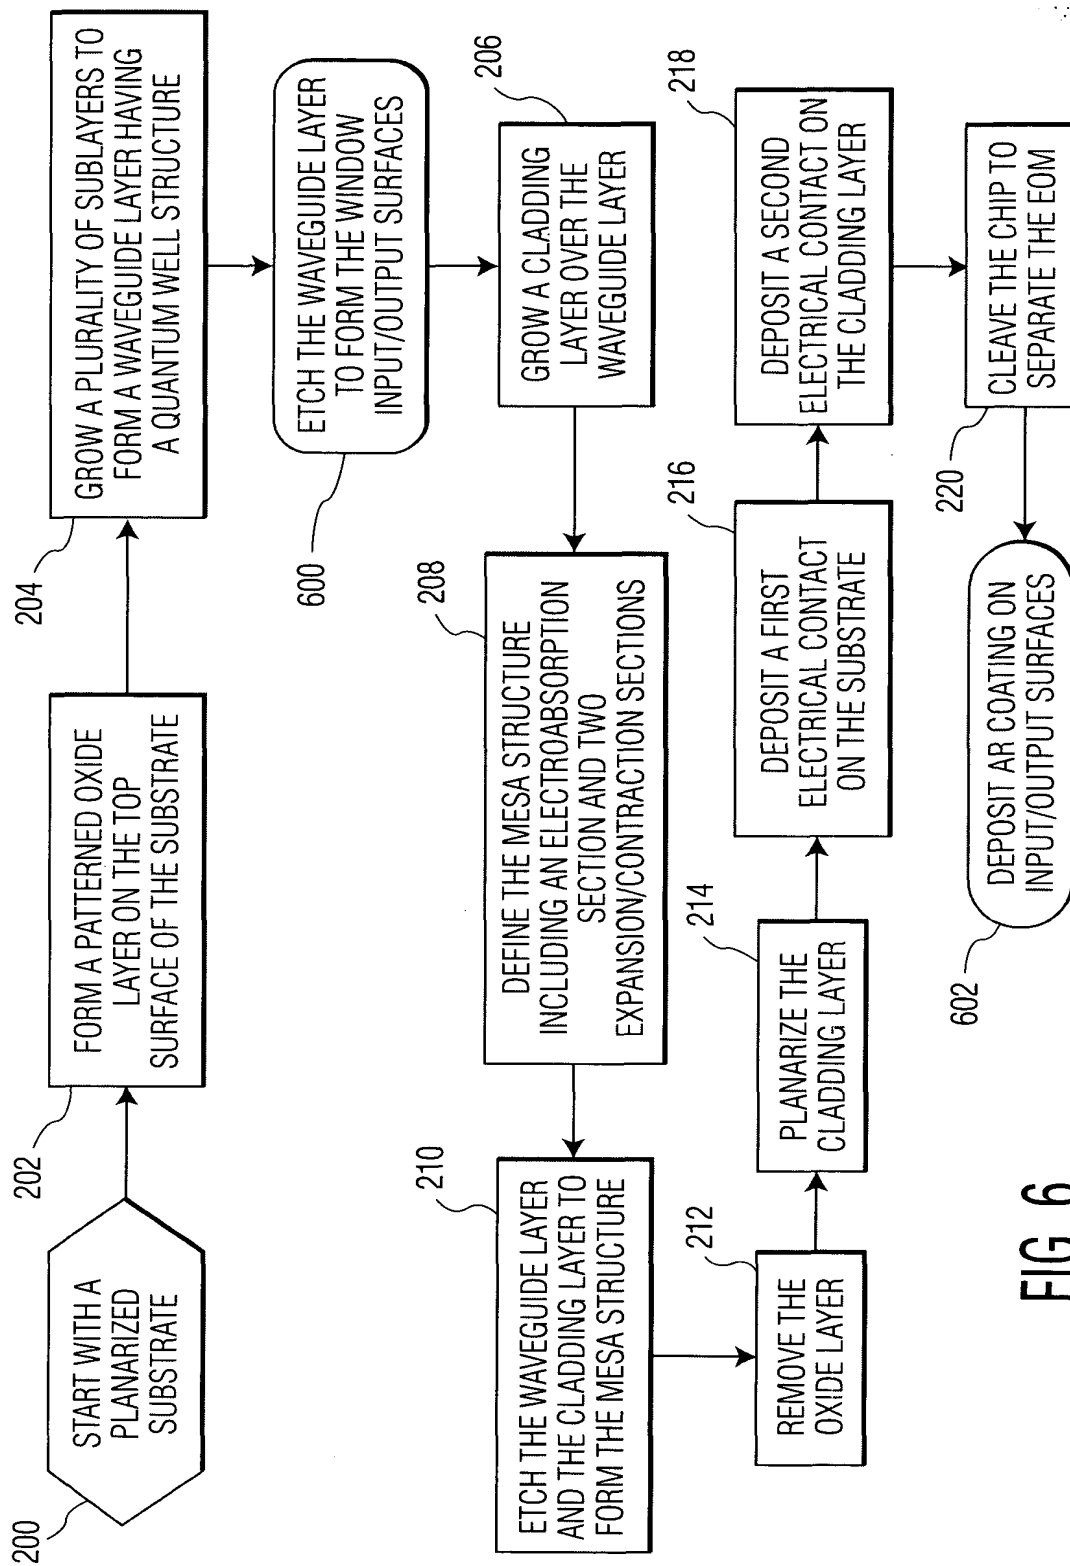 200
START WITH A
PLANARIZED
SUBSTRATE
202
FORM A PATTERNED OXIDE
LAYER ON THE TOP
SURFACE OF THE SUBSTRATE
204
GROW A PLURALITY OF SUBLAYERS TO
FORM A WAVEGUIDE LAYER HAVING
A QUANTUM WELL STRUCTURE
600
ETCH THE WAVEGUIDE LAYER
TO FORM THE WINDOW
INPUT/OUTPUT SURFACES
206
GROW A CLADDING
LAYER OVER THE
WAVEGUIDE LAYER
208
DEFINE THE MESA STRUCTURE
INCLUDING AN ELECTROABSORPTION
SECTION AND TWO
EXPANSION/CONTRACTION SECTIONS
210
ETCH THE WAVEGUIDE LAYER
AND THE CLADDING LAYER TO
FORM THE MESA STRUCTURE
212
REMOVE THE
OXIDE LAYER
214
PLANARIZE THE
CLADDING LAYER
216
DEPOSIT A FIRST
ELECTRICAL CONTACT
ON THE SUBSTRATE
218
DEPOSIT A SECOND
ELECTRICAL CONTACT ON
THE CLADDING LAYER
220
CLEAVE THE CHIP TO
SEPARATE THE EOM
602
DEPOSIT AR COATING ON
INPUT/OUTPUT SURFACES
FIG. 6